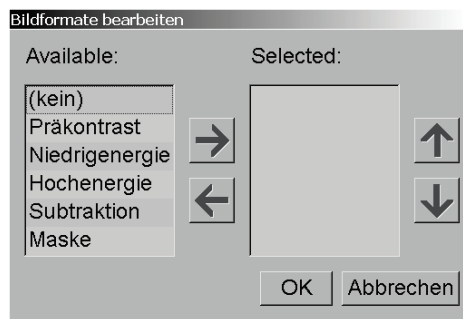 Bildformate bearbeiten
Available:
Selected:
(kein)
Präkontrast
Niedrigenergie
Hochenergie
Subtraktion
Maske
OK
Abbrechen